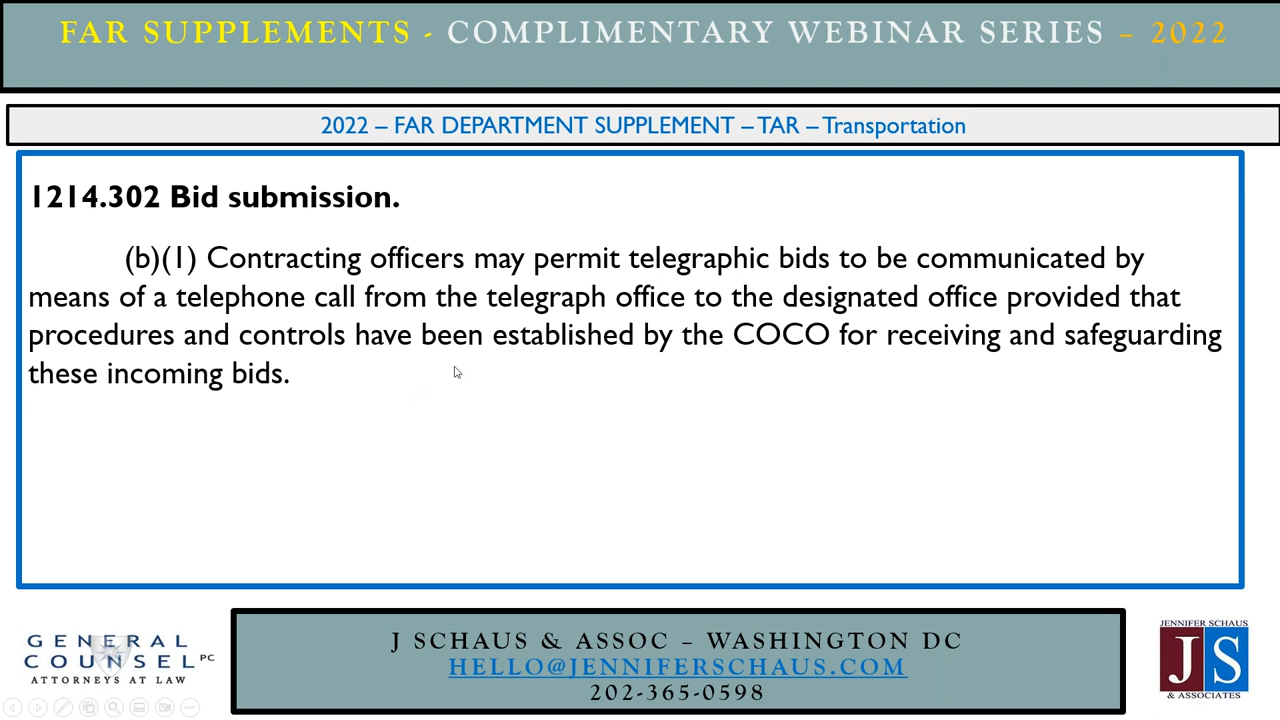 FAR SUPPLEMENTS - COMPLIMENTARY WEBINAR SERIES – 2022
2022 – FAR DEPARTMENT SUPPLEMENT – TAR – Transportation
1214.302 Bid submission.
(b)(1) Contracting officers may permit telegraphic bids to be communicated by
means of a telephone call from the telegraph office to the designated office provided that
procedures and controls have been established by the COCO for receiving and safeguarding
these incoming bids.
GENERAL
COUNSEL PC
ATTORNEYS AT LAW
J SCHAUS & ASSOC – WASHINGTON DC
HELLO@JENNIFERSCHAUS.COM
202-365-0598
JENNIFER SCHAUS
JS
& ASSOCIATES